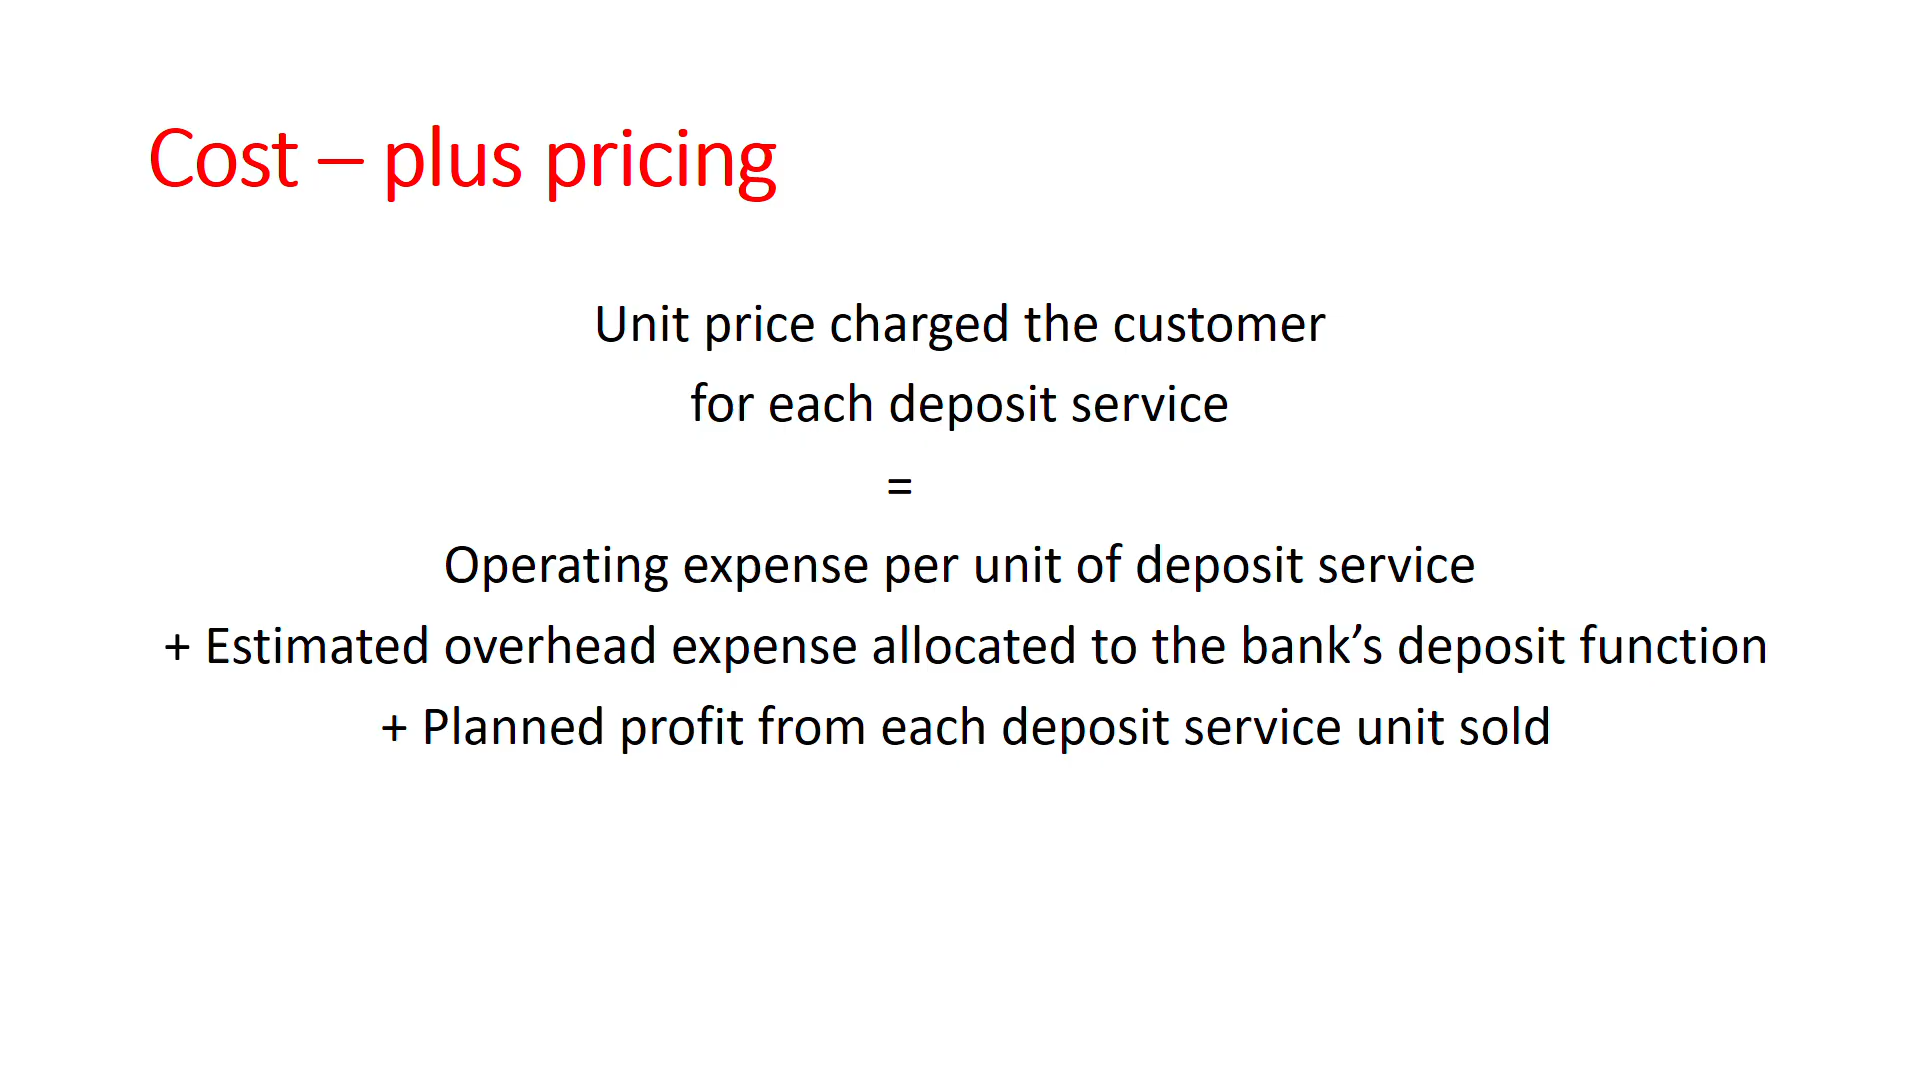 Cost – plus pricing
Unit price charged the customer
for each deposit service
=
Operating expense per unit of deposit service
+ Estimated overhead expense allocated to the bank’s deposit function
+ Planned profit from each deposit service unit sold